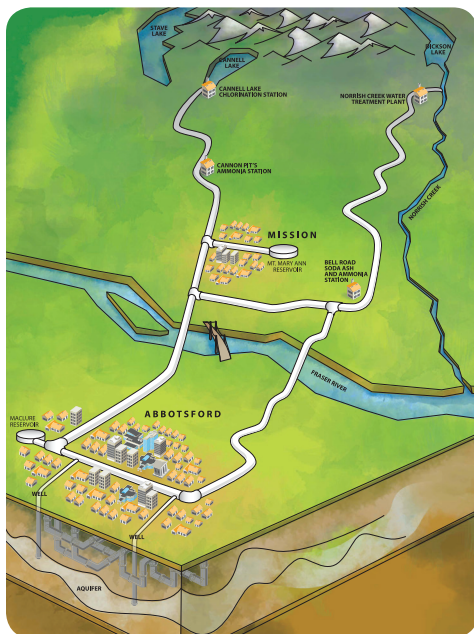 STAVE
LAKE
CANNELL
LAKE
DICKSON
LAKE
CANNELL LAKE
CHLORINATION STATION
NORRISH CREEK WATER
TREATMENT PLANT
CANNON PIT'S
AMMONIA STATION
NORRISH CREEK
MISSION
MT. MARY ANN
RESERVOIR
BELL ROAD
SODA ASH
AND AMMONIA
STATION
FRASER RIVER
ABBOTSFORD
MACLURE
RESERVOIR
WELL
WELL
AQUIFER